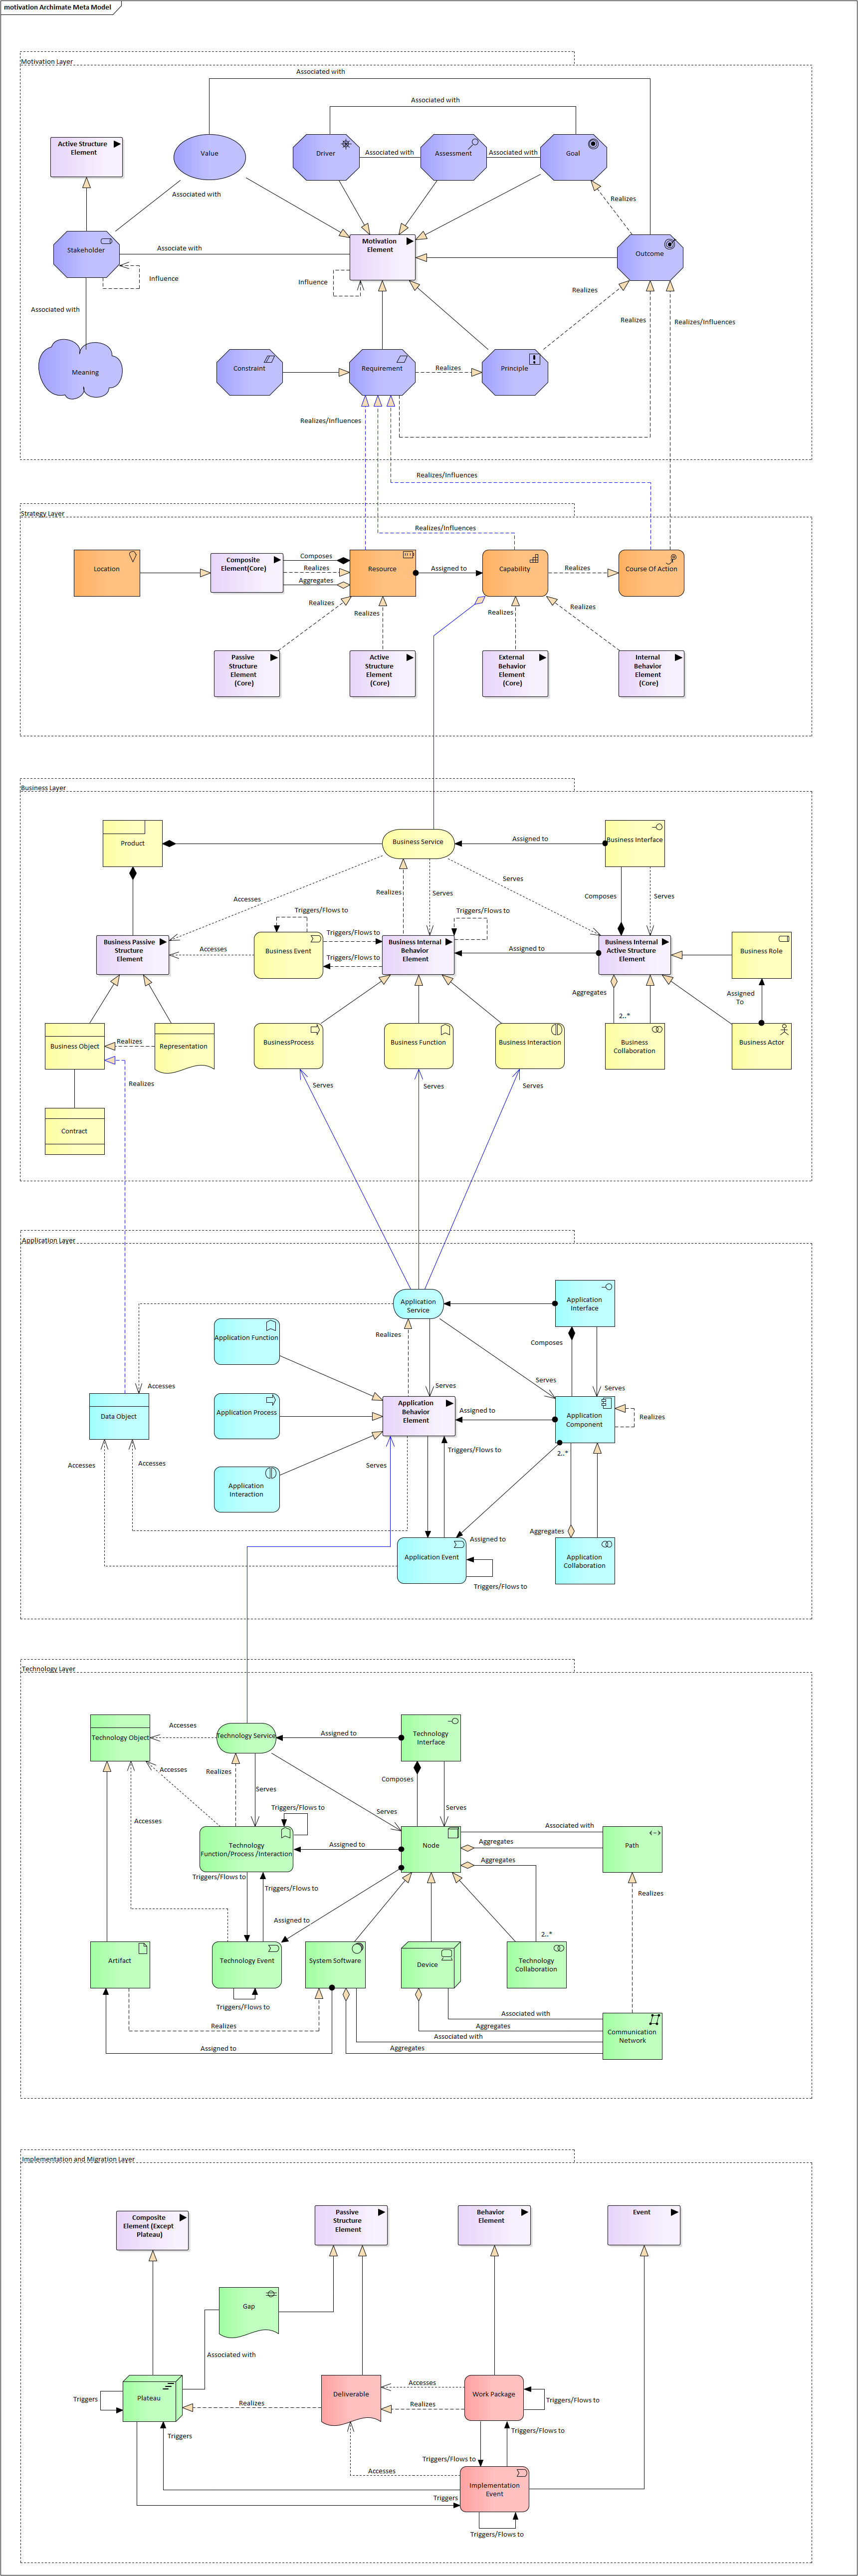 motivation Archimate Meta Model
Motivation Layer
Associated with
Associated with
Active Structure
Element
Value
Driver
Associated with
Assessment
Associated with
Goal
Associated with
Realizes
Stakeholder
Associate with
Motivation
Element
Outcome
Influence
Influence
Realizes
Associated with
Realizes
Realizes/Influences
Meaning
Constraint
Requirement
Realizes
Principle
Realizes/Influences
Realizes/Influences
Strategy Layer
Realizes/Influences
Location
Composite
Element(Core)
Composes
Realizes
Aggregates
Resource
Assigned to
Capability
Realizes
Course Of Action
Realizes
Realizes
Realizes
Realizes
Passive
Structure
Element
(Core)
Active
Structure
Element
(Core)
External
Behavior
Element
(Core)
Internal
Behavior
Element
(Core)
Business Layer
Product
Business Service
Assigned to
Business Interface
Accesses
Realizes
Serves
Serves
Composes
Serves
Triggers/Flows to
Triggers/Flows to
Business Passive
Structure
Element
Accesses
Business Event
Triggers/Flows to
Triggers/Flows to
Business Internal
Behavior
Element
Assigned to
Business Internal
Active Structure
Element
Business Role
Aggregates
Assigned
To
2..*
Business Object
Realizes
Representation
BusinessProcess
Business Function
Business Interaction
Business
Collaboration
Business Actor
Realizes
Serves
Serves
Serves
Contract
Application Layer
Application
Service
Application
Interface
Application Function
Realizes
Composes
Accesses
Serves
Serves
Serves
Data Object
Application Process
Application
Behavior
Element
Assigned to
Application
Component
Realizes
Accesses
Accesses
Serves
Triggers/Flows to
2..*
Application
Interaction
Assigned to
Aggregates
Application Event
Application
Collaboration
Triggers/Flows to
Technology Layer
Technology Object
Accesses
Technology Service
Assigned to
Technology
Interface
Accesses
Realizes
Serves
Composes
Triggers/Flows to
Serves
Serves
Accesses
Technology
Function/Process /Interaction
Assigned to
Node
Associated with
Aggregates
Aggregates
Path
Triggers/Flows to
Triggers/Flows to
Realizes
Assigned to
2..*
Artifact
Technology Event
System Software
Device
Technology
Collaboration
Triggers/Flows to
Associated with
Realizes
Aggregates
Associated with
Communication
Network
Assigned to
Aggregates
Implementation and Migration Layer
Composite
Element (Except
Plateau)
Passive
Structure
Element
Behavior
Element
Event
Gap
Associated with
Triggers
Plateau
Realizes
Deliverable
Accesses
Realizes
Work Package
Triggers/Flows to
Triggers
Triggers/Flows to
Triggers/Flows to
Accesses
Implementation
Event
Triggers
Triggers/Flows to